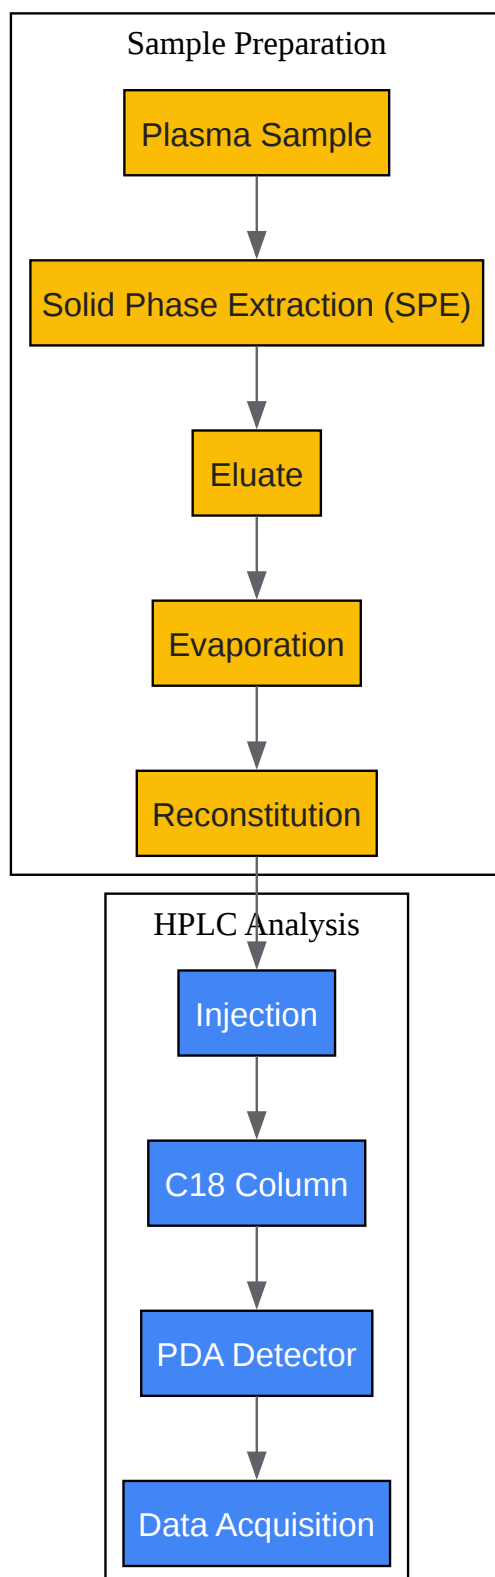 Sample Preparation
Plasma Sample
Solid Phase Extraction (SPE)
Eluate
Evaporation
Reconstitution
HPLC Analysis
Injection
C18 Column
PDA Detector
Data Acquisition